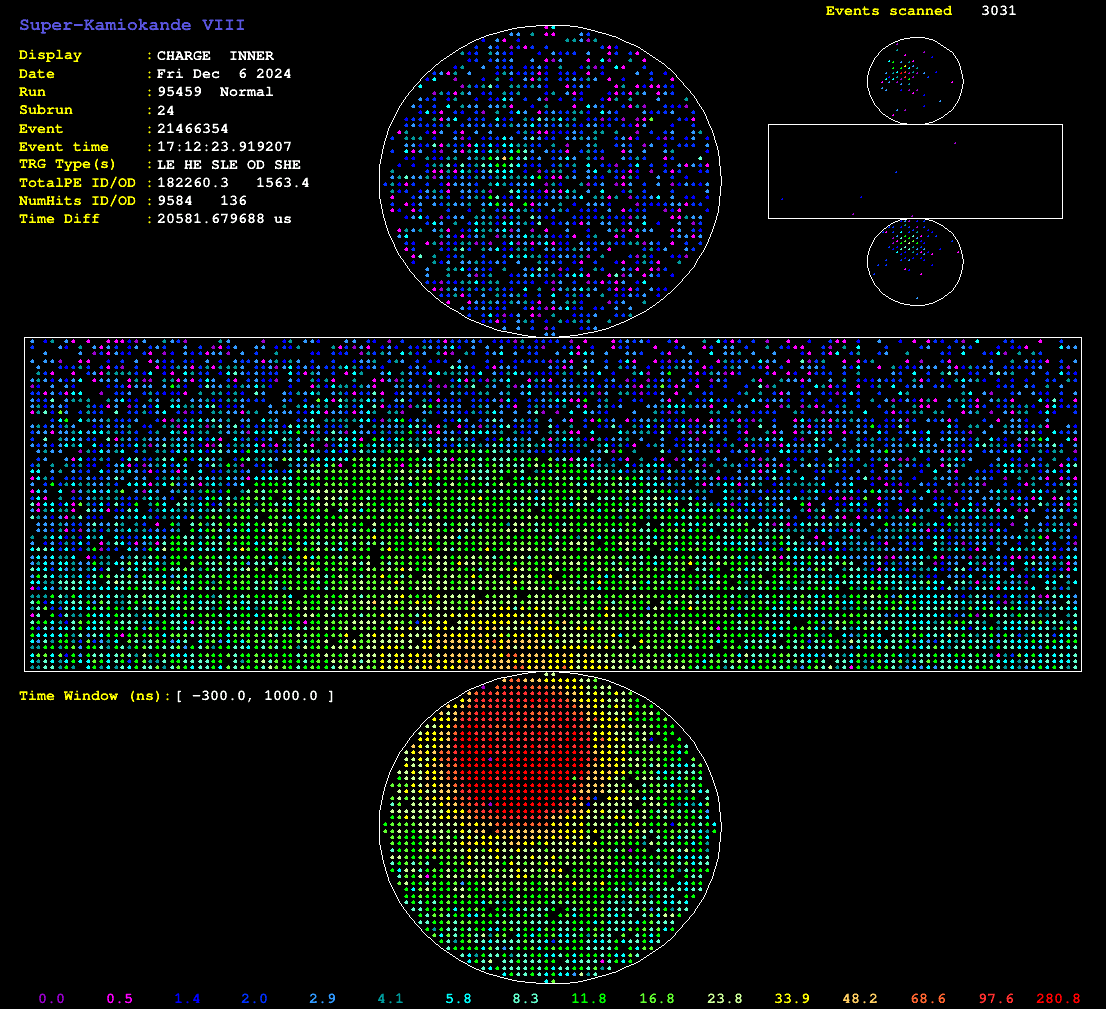 Super-Kamiokande VIII
Events scanned 3031
Display : CHARGE INNER
Date : Fri Dec 6 2024
Run : 95459 Normal
Subrun : 24
Event : 21466354
Event time : 17:12:23.919207
TRG Type(s) : LE HE SLE OD SHE
TotalPE ID/OD : 182260.3 1563.4
NumHits ID/OD : 9584 136
Time Diff : 20581.679688 us
Time Window (ns): [ -300.0, 1000.0 ]
0.0 0.5 1.4 2.0 2.9 4.1 5.8 8.3 11.8 16.8 23.8 33.9 48.2 68.6 97.6 280.8